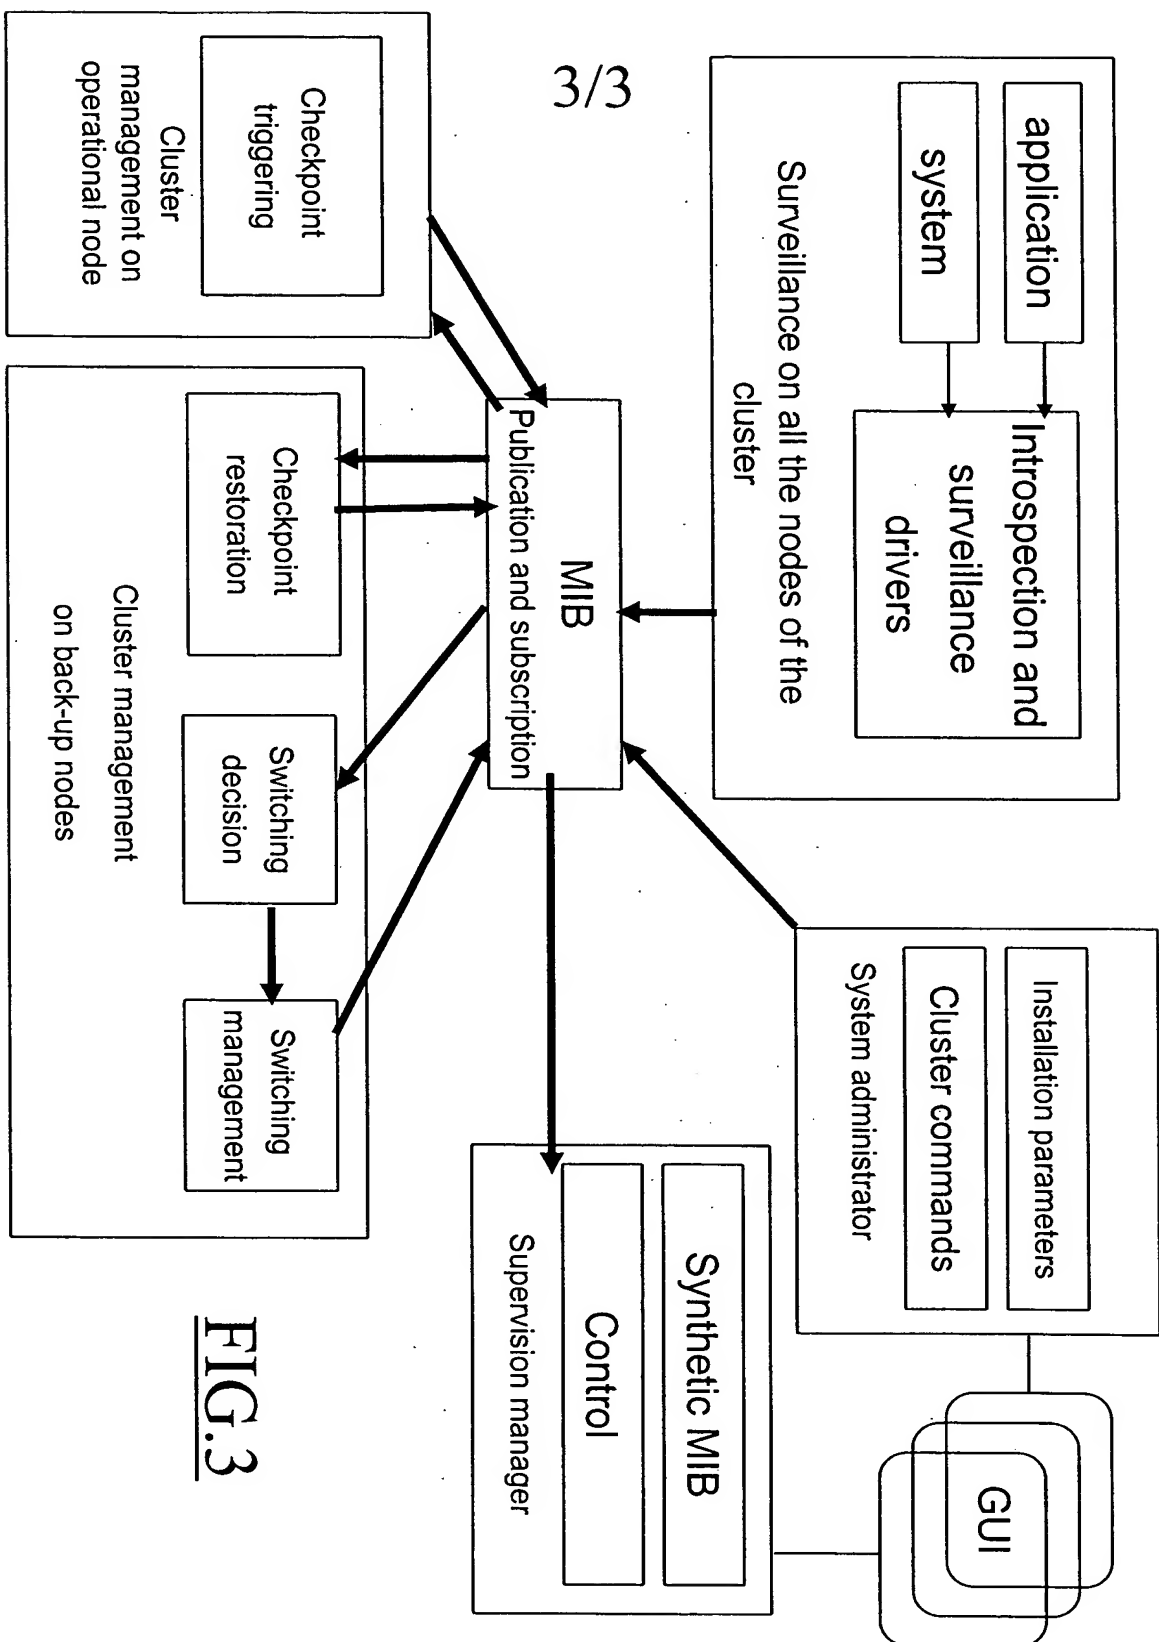 3/3
application
system
Introspection and
surveillance
drivers
Surveillance on all the nodes of the
cluster
Installation parameters
Cluster commands
System administrator
GUI
MIB
Publication and subscription
Synthetic MIB
Control
Supervision manager
Checkpoint
triggering
Cluster
management on
operational node
Checkpoint
restoration
Switching
decision
Switching
management
Cluster management
on back-up nodes
FIG.3